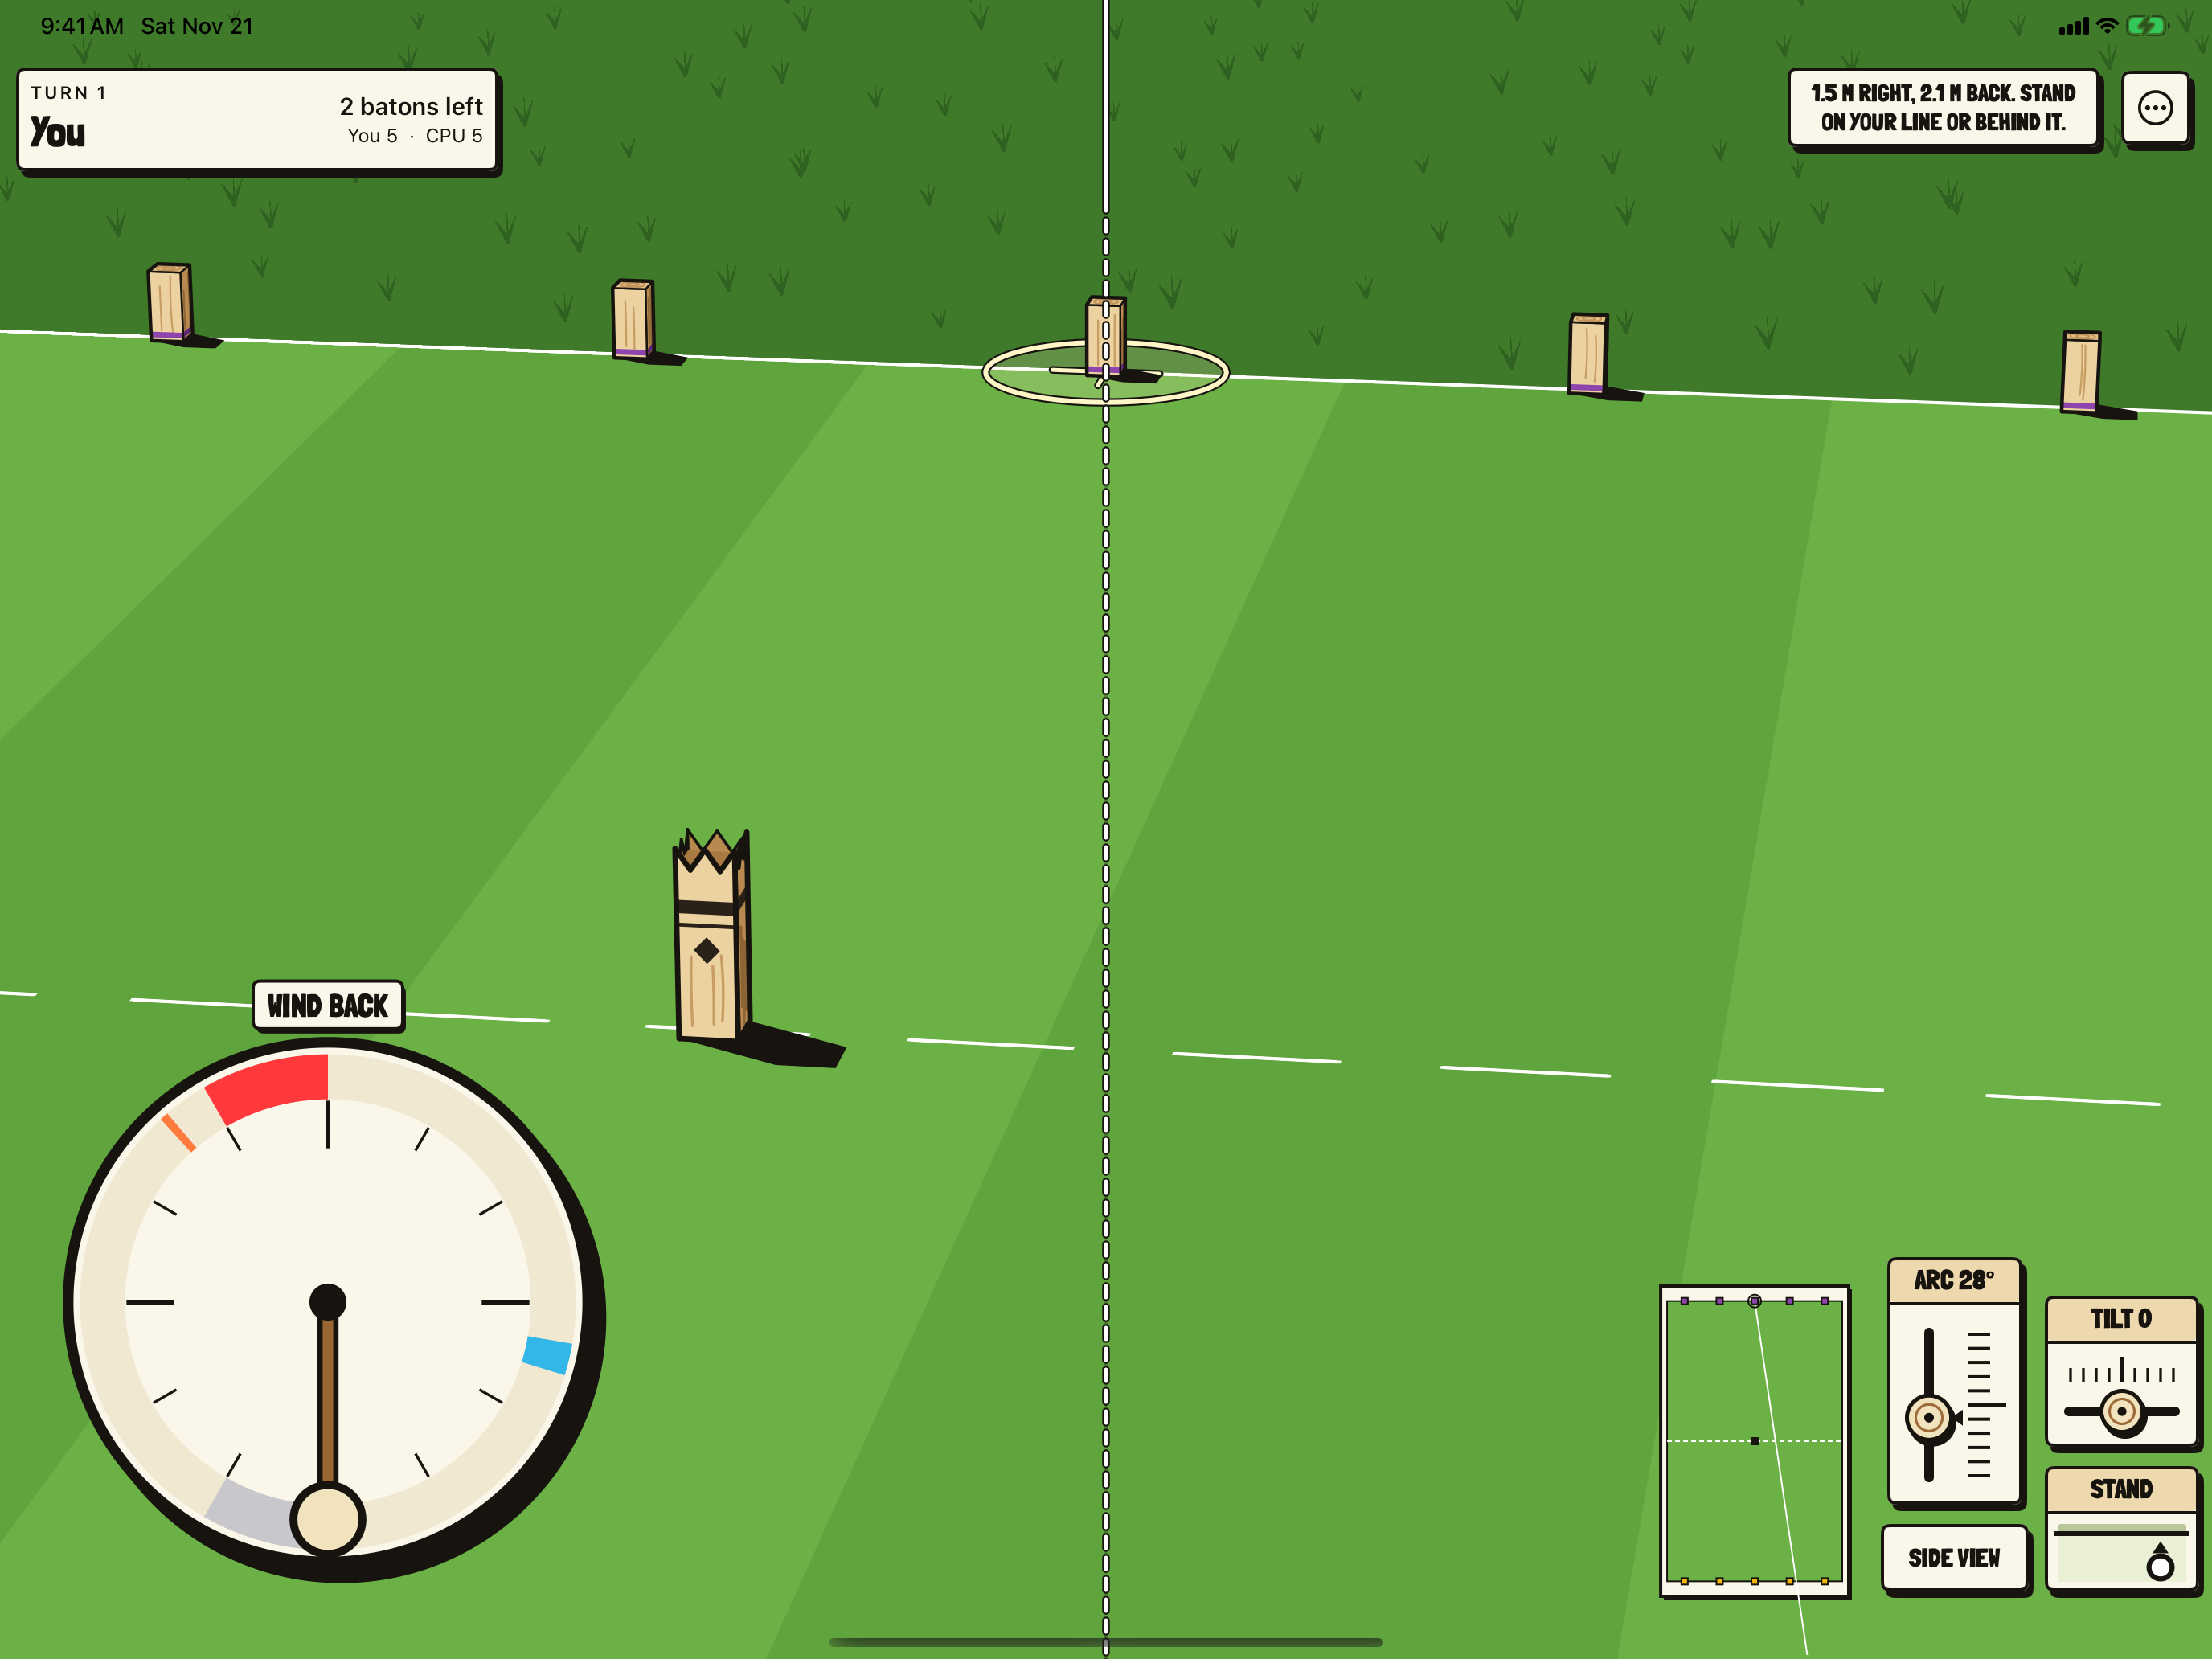 9:41 AM Sat Nov 21
TURN 1
You
2 batons left
You 5 · CPU 5
1.5 M RIGHT, 2.1 M BACK. STAND
ON YOUR LINE OR BEHIND IT.
WIND BACK
ARC 28°
TILT 0
STAND
SIDE VIEW